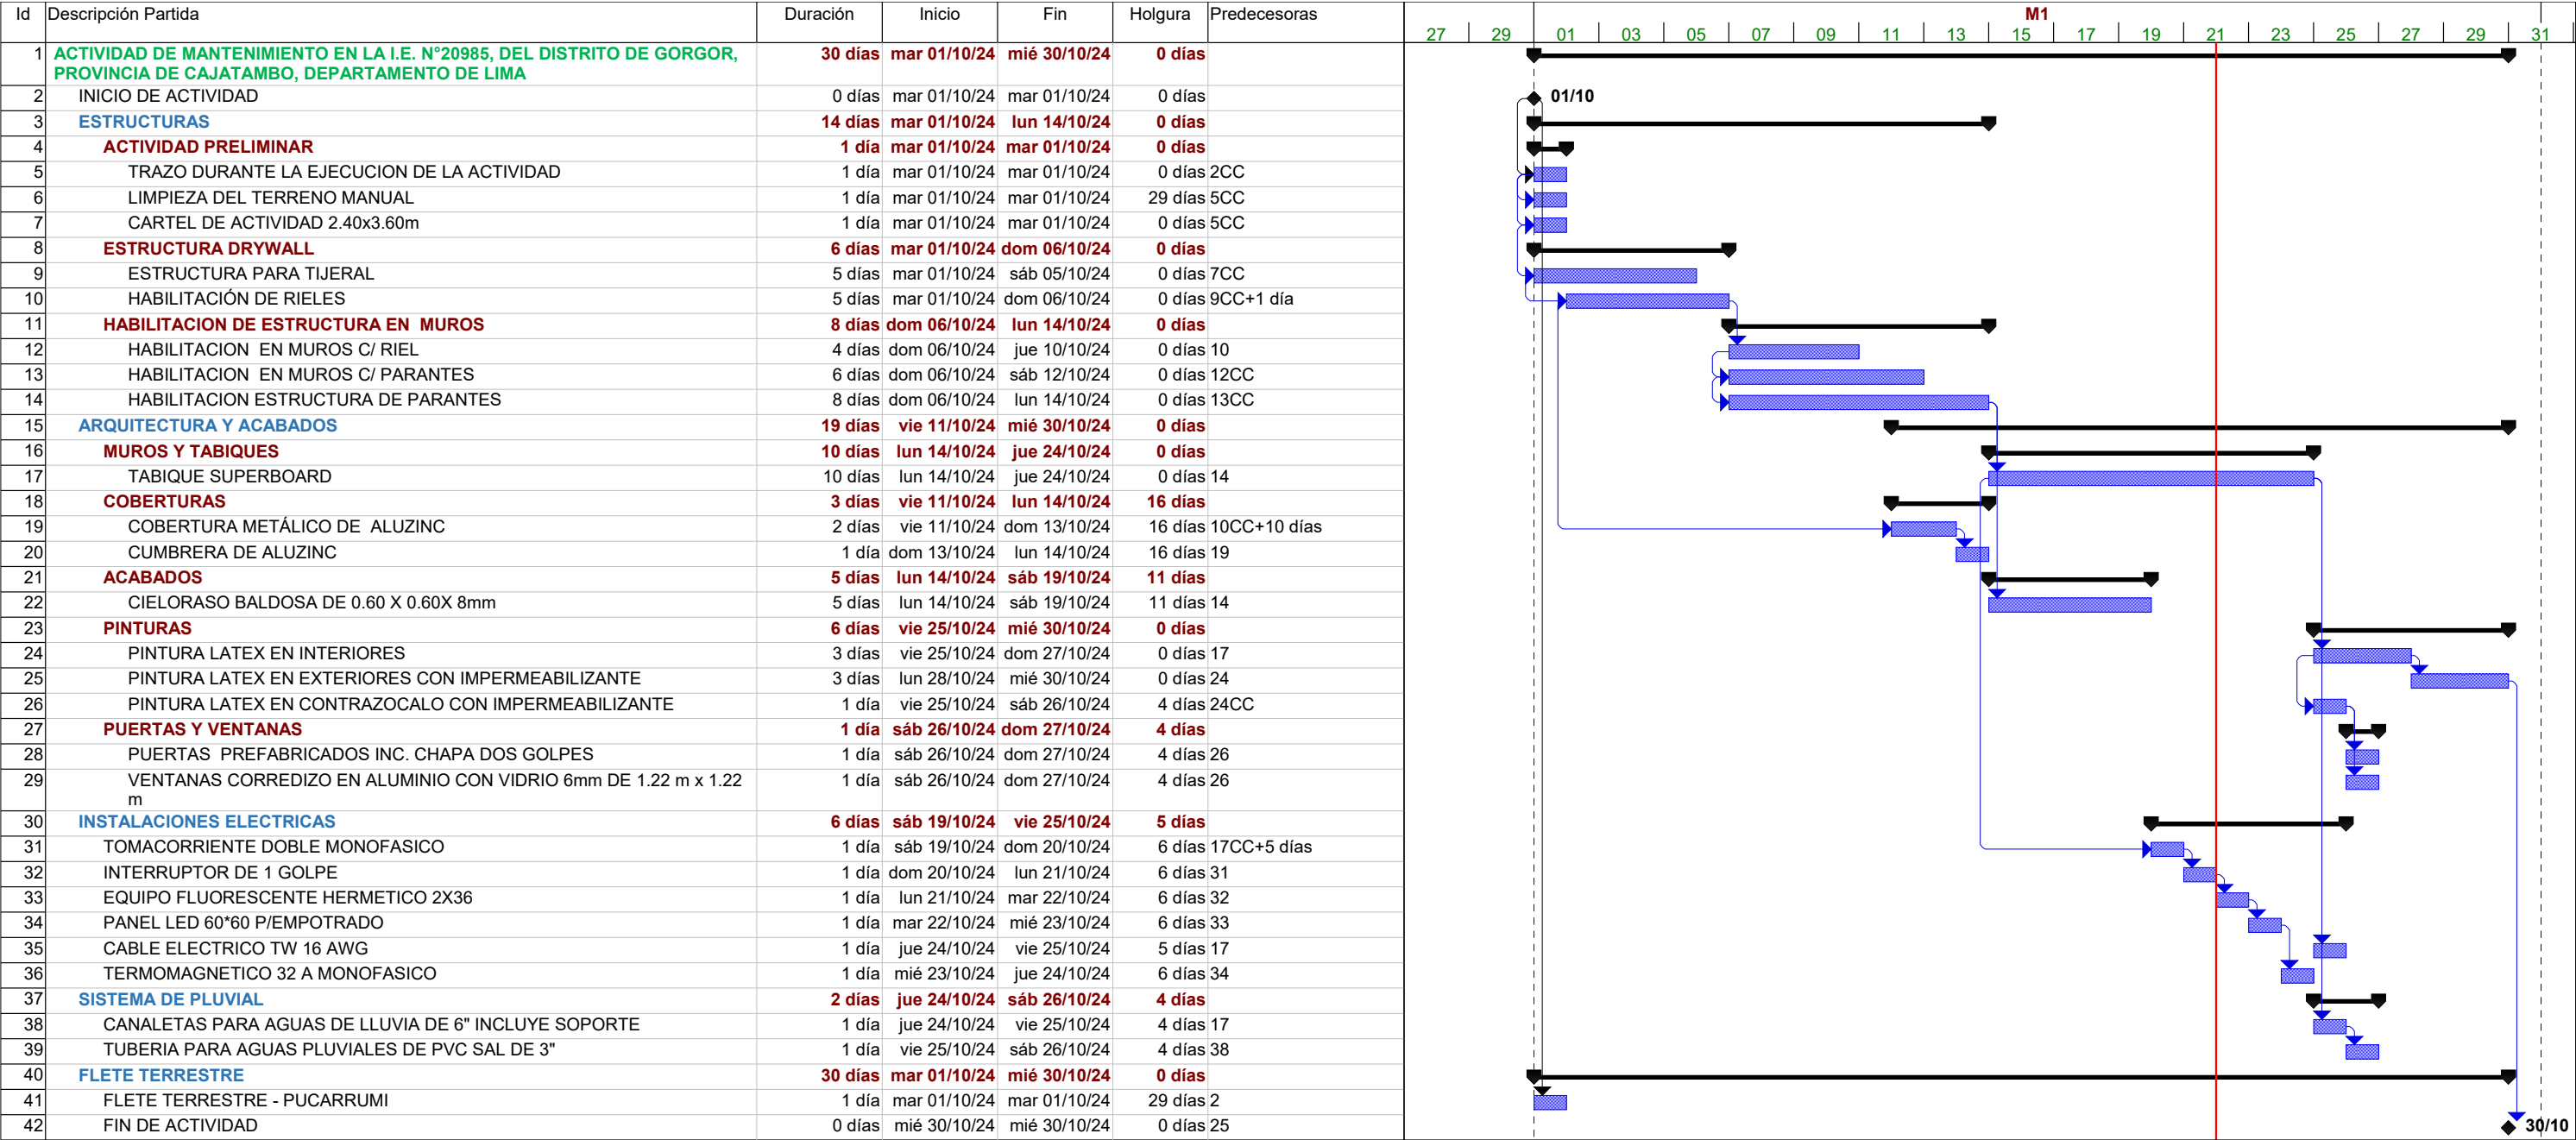 Id Descripción Partida Duración Inicio Fin Holgura Predecesoras
M1
27 29 01 03 05 07 09 11 13 15 17 19 21 23 25 27 29 31
1 ACTIVIDAD DE MANTENIMIENTO EN LA I.E. N°20985, DEL DISTRITO DE GORGOR, 30 días mar 01/10/24 mié 30/10/24 0 días
PROVINCIA DE CAJATAMBO, DEPARTAMENTO DE LIMA
2 INICIO DE ACTIVIDAD 0 días mar 01/10/24 mar 01/10/24 0 días 01/10
3 ESTRUCTURAS 14 días mar 01/10/24 lun 14/10/24 0 días
4 ACTIVIDAD PRELIMINAR 1 día mar 01/10/24 mar 01/10/24 0 días
5 TRAZO DURANTE LA EJECUCION DE LA ACTIVIDAD 1 día mar 01/10/24 mar 01/10/24 0 días 2CC
6 LIMPIEZA DEL TERRENO MANUAL 1 día mar 01/10/24 mar 01/10/24 29 días 5CC
7 CARTEL DE ACTIVIDAD 2.40x3.60m 1 día mar 01/10/24 mar 01/10/24 0 días 5CC
8 ESTRUCTURA DRYWALL 6 días mar 01/10/24 dom 06/10/24 0 días
9 ESTRUCTURA PARA TIJERAL 5 días mar 01/10/24 sáb 05/10/24 0 días 7CC
10 HABILITACIÓN DE RIELES 5 días mar 01/10/24 dom 06/10/24 0 días 9CC+1 día
11 HABILITACION DE ESTRUCTURA EN MUROS 8 días dom 06/10/24 lun 14/10/24 0 días
12 HABILITACION EN MUROS C/ RIEL 4 días dom 06/10/24 jue 10/10/24 0 días 10
13 HABILITACION EN MUROS C/ PARANTES 6 días dom 06/10/24 sáb 12/10/24 0 días 12CC
14 HABILITACION ESTRUCTURA DE PARANTES 8 días dom 06/10/24 lun 14/10/24 0 días 13CC
15 ARQUITECTURA Y ACABADOS 19 días vie 11/10/24 mié 30/10/24 0 días
16 MUROS Y TABIQUES 10 días lun 14/10/24 jue 24/10/24 0 días
17 TABIQUE SUPERBOARD 10 días lun 14/10/24 jue 24/10/24 0 días 14
18 COBERTURAS 3 días vie 11/10/24 lun 14/10/24 16 días
19 COBERTURA METÁLICO DE ALUZINC 2 días vie 11/10/24 dom 13/10/24 16 días 10CC+10 días
20 CUMBRERA DE ALUZINC 1 día dom 13/10/24 lun 14/10/24 16 días 19
21 ACABADOS 5 días lun 14/10/24 sáb 19/10/24 11 días
22 CIELORASO BALDOSA DE 0.60 X 0.60X 8mm 5 días lun 14/10/24 sáb 19/10/24 11 días 14
23 PINTURAS 6 días vie 25/10/24 mié 30/10/24 0 días
24 PINTURA LATEX EN INTERIORES 3 días vie 25/10/24 dom 27/10/24 0 días 17
25 PINTURA LATEX EN EXTERIORES CON IMPERMEABILIZANTE 3 días lun 28/10/24 mié 30/10/24 0 días 24
26 PINTURA LATEX EN CONTRAZOCALO CON IMPERMEABILIZANTE 1 día vie 25/10/24 sáb 26/10/24 4 días 24CC
27 PUERTAS Y VENTANAS 1 día sáb 26/10/24 dom 27/10/24 4 días
28 PUERTAS PREFABRICADOS INC. CHAPA DOS GOLPES 1 día sáb 26/10/24 dom 27/10/24 4 días 26
29 VENTANAS CORREDIZO EN ALUMINIO CON VIDRIO 6mm DE 1.22 m x 1.22 1 día sáb 26/10/24 dom 27/10/24 4 días 26
m
30 INSTALACIONES ELECTRICAS 6 días sáb 19/10/24 vie 25/10/24 5 días
31 TOMACORRIENTE DOBLE MONOFASICO 1 día sáb 19/10/24 dom 20/10/24 6 días 17CC+5 días
32 INTERRUPTOR DE 1 GOLPE 1 día dom 20/10/24 lun 21/10/24 6 días 31
33 EQUIPO FLUORESCENTE HERMETICO 2X36 1 día lun 21/10/24 mar 22/10/24 6 días 32
34 PANEL LED 60*60 P/EMPOTRADO 1 día mar 22/10/24 mié 23/10/24 6 días 33
35 CABLE ELECTRICO TW 16 AWG 1 día jue 24/10/24 vie 25/10/24 5 días 17
36 TERMOMAGNETICO 32 A MONOFASICO 1 día mié 23/10/24 jue 24/10/24 6 días 34
37 SISTEMA DE PLUVIAL 2 días jue 24/10/24 sáb 26/10/24 4 días
38 CANALETAS PARA AGUAS DE LLUVIA DE 6" INCLUYE SOPORTE 1 día jue 24/10/24 vie 25/10/24 4 días 17
39 TUBERIA PARA AGUAS PLUVIALES DE PVC SAL DE 3" 1 día vie 25/10/24 sáb 26/10/24 4 días 38
40 FLETE TERRESTRE 30 días mar 01/10/24 mié 30/10/24 0 días
41 FLETE TERRESTRE - PUCARRUMI 1 día mar 01/10/24 mar 01/10/24 29 días 2
42 FIN DE ACTIVIDAD 0 días mié 30/10/24 mié 30/10/24 0 días 25 30/10